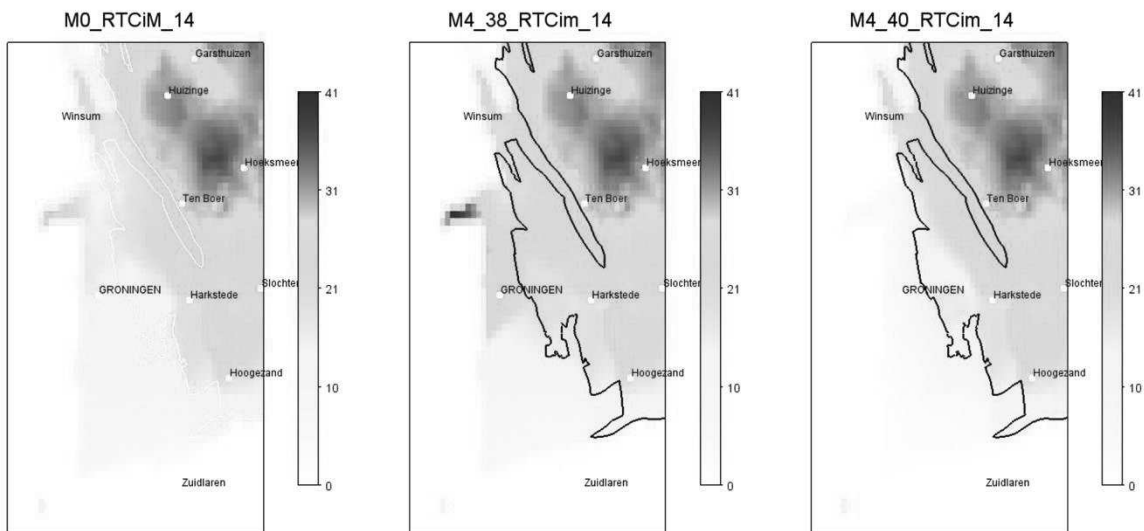 M0_RTCiM_14
Garsthuizen
Huizinge
Winsum
Hoeksmeer
Ten Boer
GRONINGEN
Slochter
Harkstede
Hoogezand
Zuidlaren
41
31
21
10
0
M4_38_RTCim_14
Garsthuizen
Huizinge
Winsum
Hoeksmeer
Ten Boer
GRONINGEN
Slochter
Harkstede
Hoogezand
Zuidlaren
41
31
21
10
0
M4_40_RTCim_14
Garsthuizen
Huizinge
Winsum
Hoeksmeer
Ten Boer
GRONINGEN
Slochter
Harkstede
Hoogezand
Zuidlaren
41
31
21
10
0